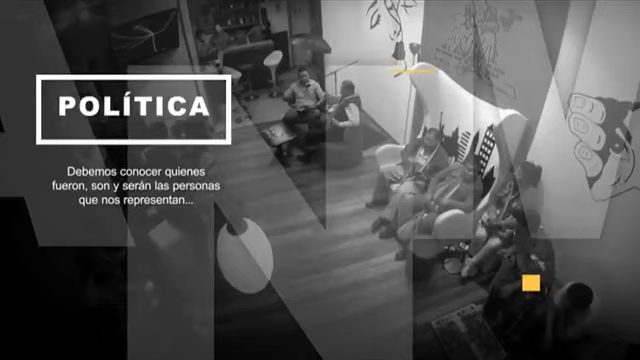 POLÍTICA
Debemos conocer quienes
fueron, son y serán las personas
que nos representan...